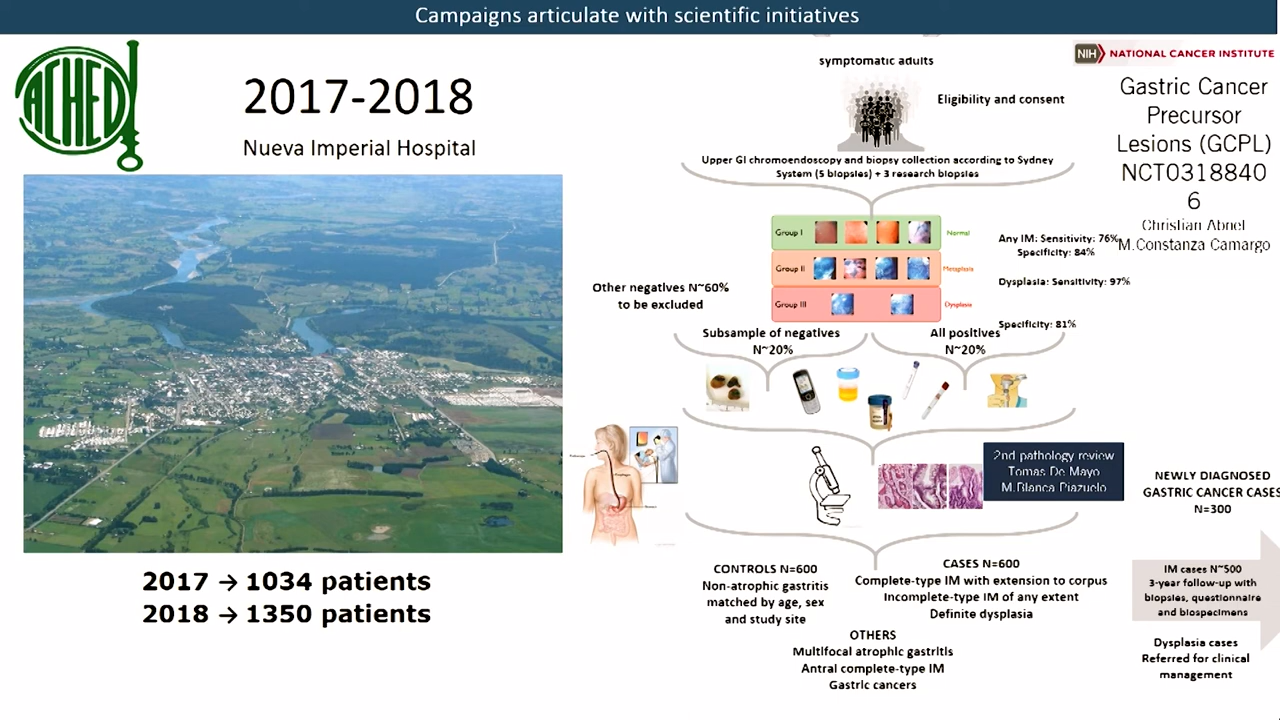 Campaigns articulate with scientific initiatives
ACHED
2017-2018
Nueva Imperial Hospital
2017 → 1034 patients
2018 → 1350 patients
symptomatic adults
Eligibility and consent
Upper GI chromoendoscopy and biopsy collection according to Sydney
System (5 biopsies) + 3 research biopsies
Group I
Normal
Group II
Metaplasia
Group III
Dysplasia
Any IM: Sensitivity: 76%
Specificity: 84%
Dysplasia: Sensitivity: 97%
Specificity: 81%
Other negatives N~60%
to be excluded
Subsample of negatives
N~20%
All positives
N~20%
2nd pathology review
Tomas De Mayo
M.Blanca Piazuelo
CONTROLS N=600
Non-atrophic gastritis
matched by age, sex
and study site
CASES N=600
Complete-type IM with extension to corpus
Incomplete-type IM of any extent
Definite dysplasia
OTHERS
Multifocal atrophic gastritis
Antral complete-type IM
Gastric cancers
NIH NATIONAL CANCER INSTITUTE
Gastric Cancer
Precursor
Lesions (GCPL)
NCT0318840
6
Christian Abnet
M.Constanza Camargo
NEWLY DIAGNOSED
GASTRIC CANCER CASES
N=300
IM cases N~500
3-year follow-up with
biopsies, questionnaire
and biospecimens
Dysplasia cases
Referred for clinical
management